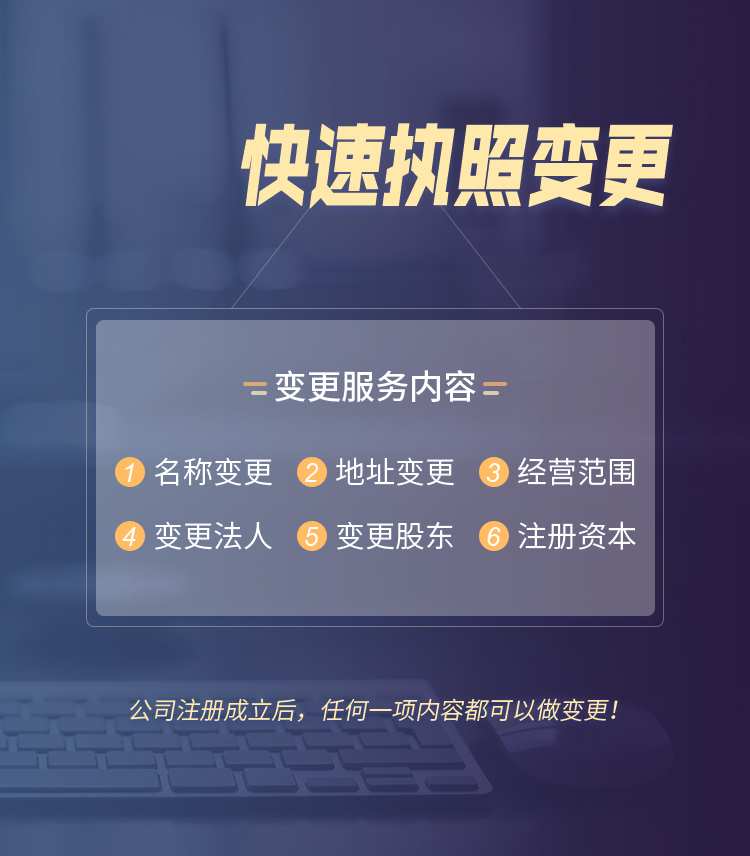 快速执照变更
变更服务内容
1 名称变更 2 地址变更 3 经营范围
4 变更法人 5 变更股东 6 注册资本
公司注册成立后，任何一项内容都可以做变更！